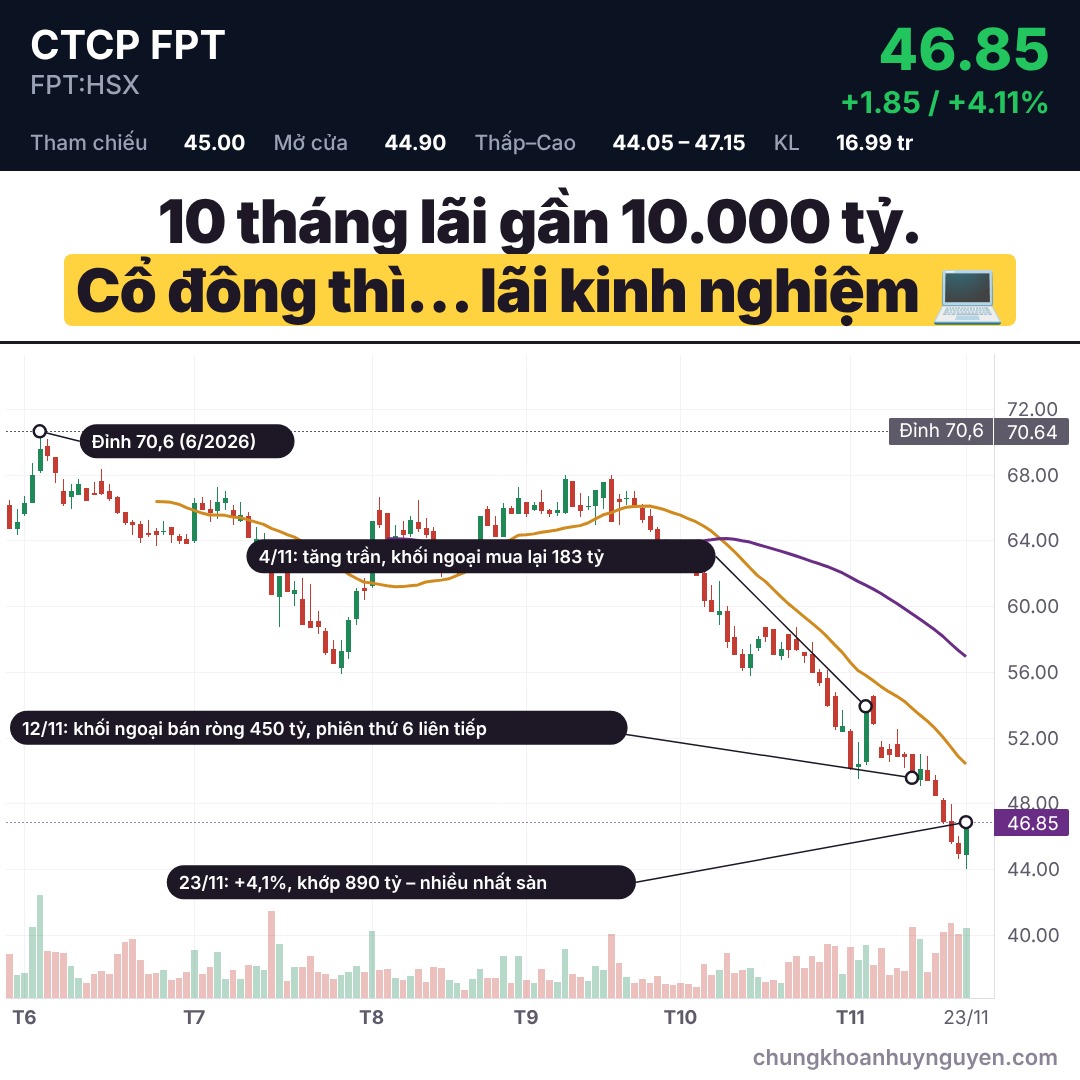 CTCP FPT
FPT:HSX
46.85
+1.85 / +4.11%
Tham chiếu 45.00 Mở cửa 44.90 Thấp–Cao 44.05 – 47.15 KL 16.99 tr
10 tháng lãi gần 10.000 tỷ.
Cổ đông thì... lãi kinh nghiệm 💻
72.00
Đỉnh 70,6 70.64
Đỉnh 70,6 (6/2026)
68.00
64.00
4/11: tăng trần, khối ngoại mua lại 183 tỷ
60.00
56.00
12/11: khối ngoại bán ròng 450 tỷ, phiên thứ 6 liên tiếp
52.00
48.00
46.85
44.00
23/11: +4,1%, khớp 890 tỷ – nhiều nhất sàn
40.00
T6 T7 T8 T9 T10 T11 23/11
chungkhoanhuynguyen.com